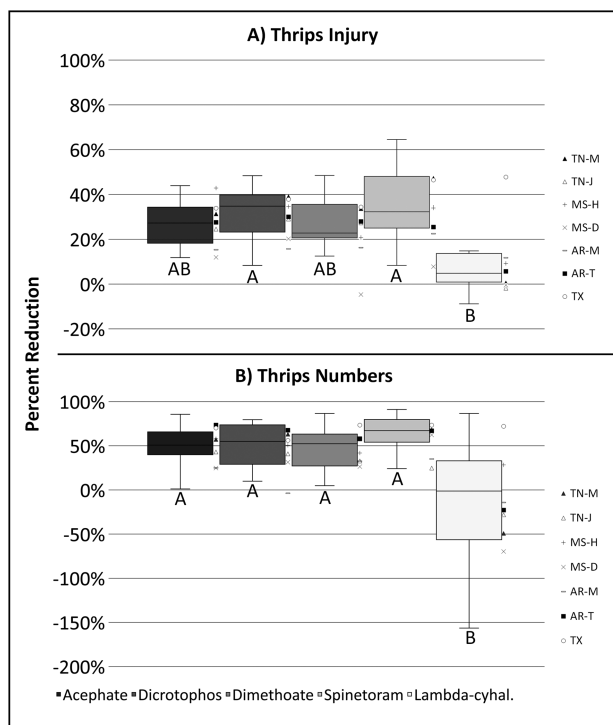 A) Thrips Injury
100%
80%
60%
40%
20%
0%
-20%
AB
A
AB
A
B
TN-M
TN-J
MS-H
MS-D
AR-M
AR-T
TX
Percent Reduction
B) Thrips Numbers
100%
50%
0%
-50%
-100%
-150%
-200%
A
A
A
A
B
TN-M
TN-J
MS-H
MS-D
AR-M
AR-T
TX
Acephate Dicrotophos Dimethoate Spinetoram Lambda-cyhal.